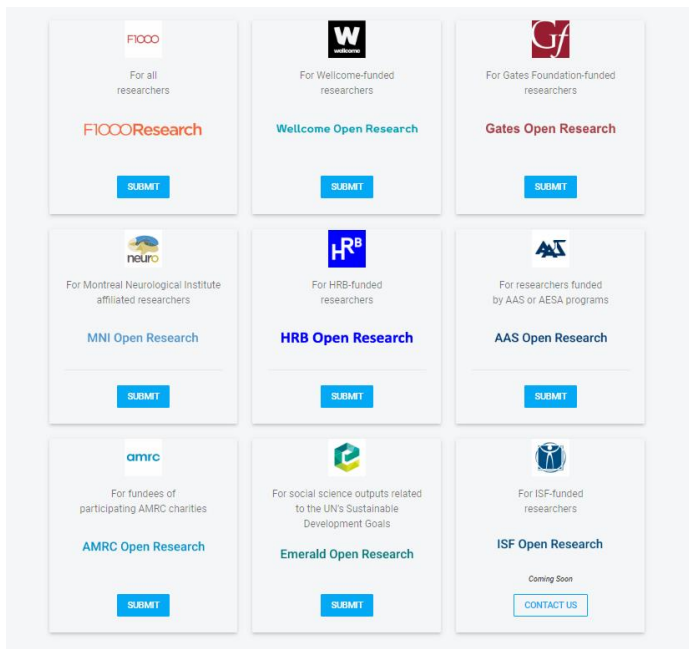 F1000
For all
researchers
F1000Research
SUBMIT
W
wellcome
For Wellcome-funded
researchers
Wellcome Open Research
SUBMIT
Gf
For Gates Foundation-funded
researchers
Gates Open Research
SUBMIT
neuro
For Montreal Neurological Institute
affiliated researchers
MNI Open Research
SUBMIT
HRB
For HRB-funded
researchers
HRB Open Research
SUBMIT
AAS
For researchers funded
by AAS or AESA programs
AAS Open Research
SUBMIT
amrc
For fundees of
participating AMRC charities
AMRC Open Research
SUBMIT
For social science outputs related
to the UN's Sustainable
Development Goals
Emerald Open Research
SUBMIT
For ISF-funded
researchers
ISF Open Research
Coming Soon
CONTACT US